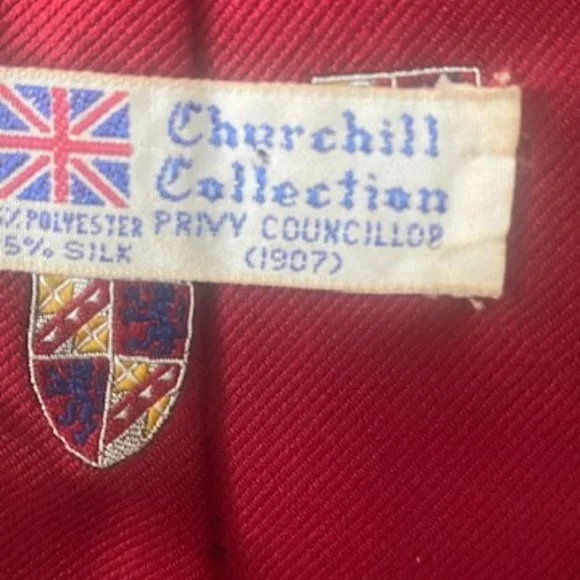 Churchill
Collection
% POLYESTER PRIVY COUNCILLOR
5% SILK (1907)